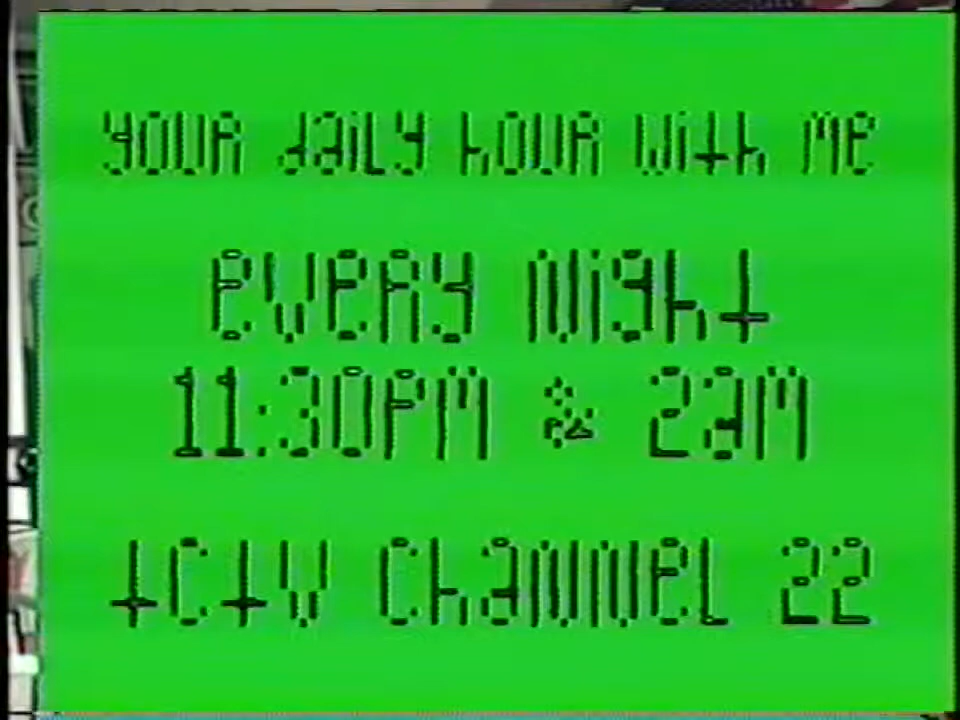 YOUR dAiLY hOUR With ME
EVERY Night
11:30PM & 2AM
tCtV ChANNEL 22